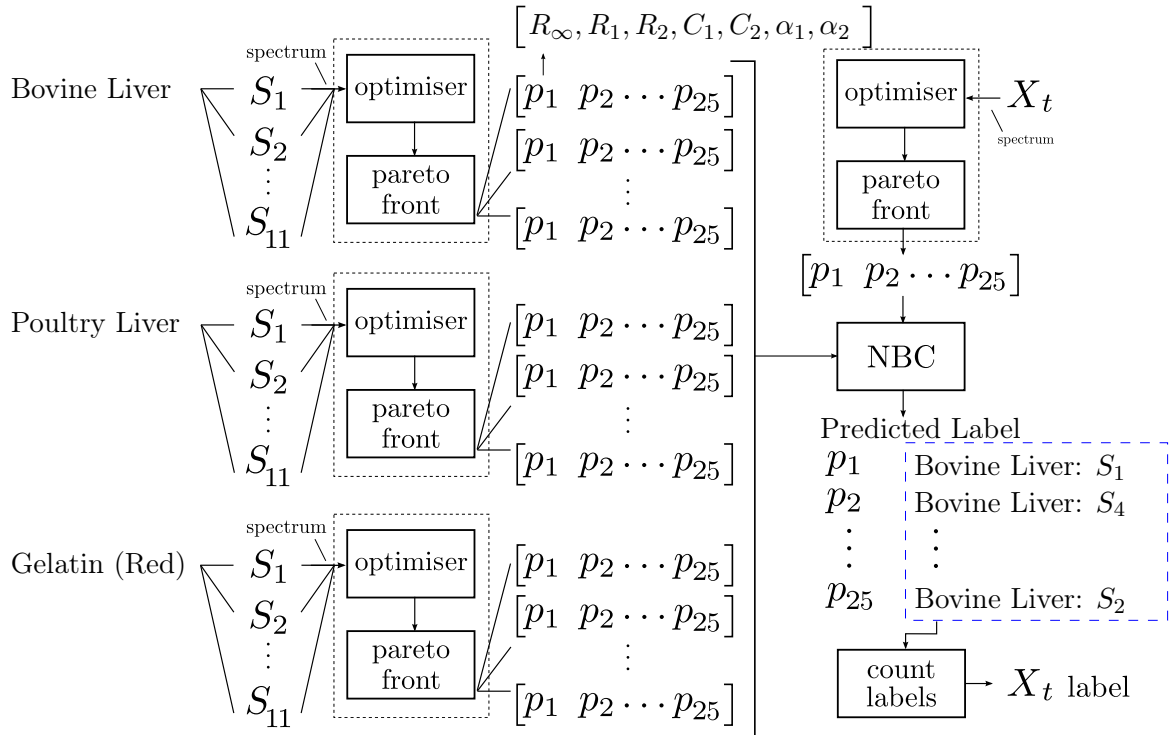 [R∞, R1, R2, C1, C2, α1, α2]
Bovine Liver
spectrum
S1
S2
S11
optimiser
pareto
front
[p1 p2 ··· p25]
[p1 p2 ··· p25]
[p1 p2 ··· p25]
Poultry Liver
spectrum
S1
S2
S11
optimiser
pareto
front
[p1 p2 ··· p25]
[p1 p2 ··· p25]
[p1 p2 ··· p25]
Gelatin (Red)
spectrum
S1
S2
S11
optimiser
pareto
front
[p1 p2 ··· p25]
[p1 p2 ··· p25]
[p1 p2 ··· p25]
optimiser
Xt
spectrum
pareto
front
[p1 p2 ··· p25]
NBC
Predicted Label
p1 Bovine Liver: S1
p2 Bovine Liver: S4
p25 Bovine Liver: S2
count
labels
Xt label